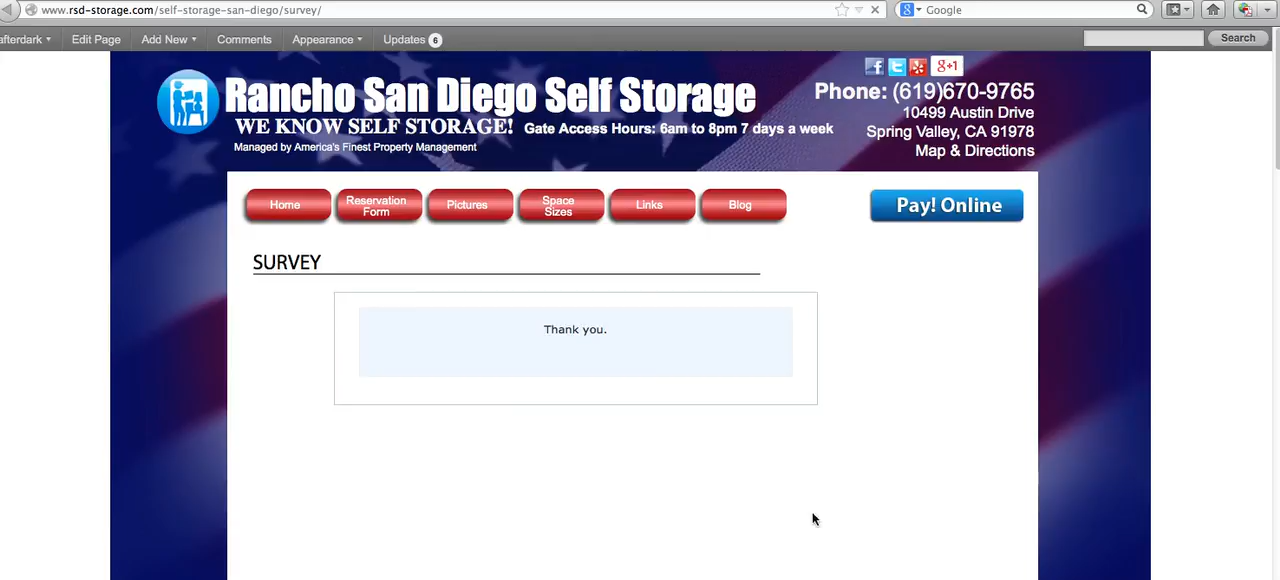 www.rsd-storage.com/self-storage-san-diego/survey/
Google
afterdark
Edit Page
Add New
Comments
Appearance
Updates 6
Search
Rancho San Diego Self Storage
WE KNOW SELF STORAGE!
Gate Access Hours: 6am to 8pm 7 days a week
Managed by America's Finest Property Management
g+1
Phone: (619)670-9765
10499 Austin Drive
Spring Valley, CA 91978
Map & Directions
Home
Reservation
Form
Pictures
Space
Sizes
Links
Blog
Pay! Online
SURVEY
Thank you.